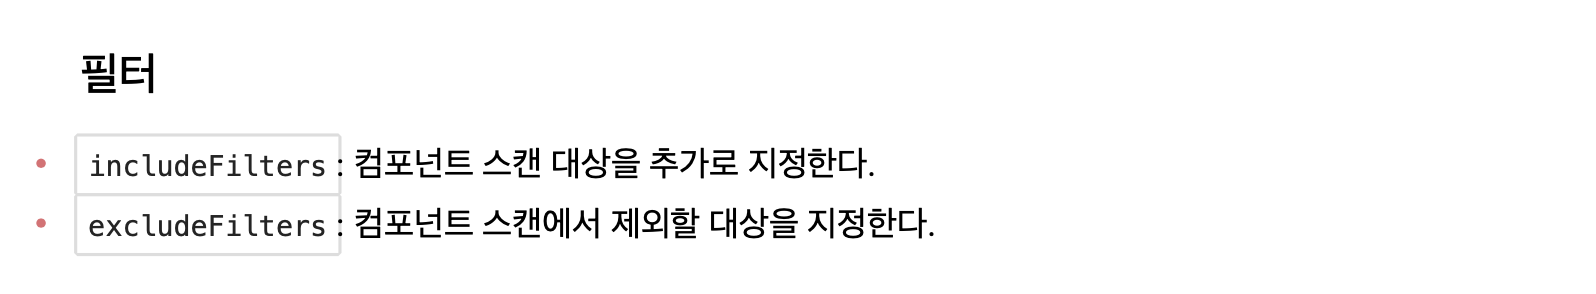 필터
• includeFilters : 컴포넌트 스캔 대상을 추가로 지정한다.
• excludeFilters : 컴포넌트 스캔에서 제외할 대상을 지정한다.